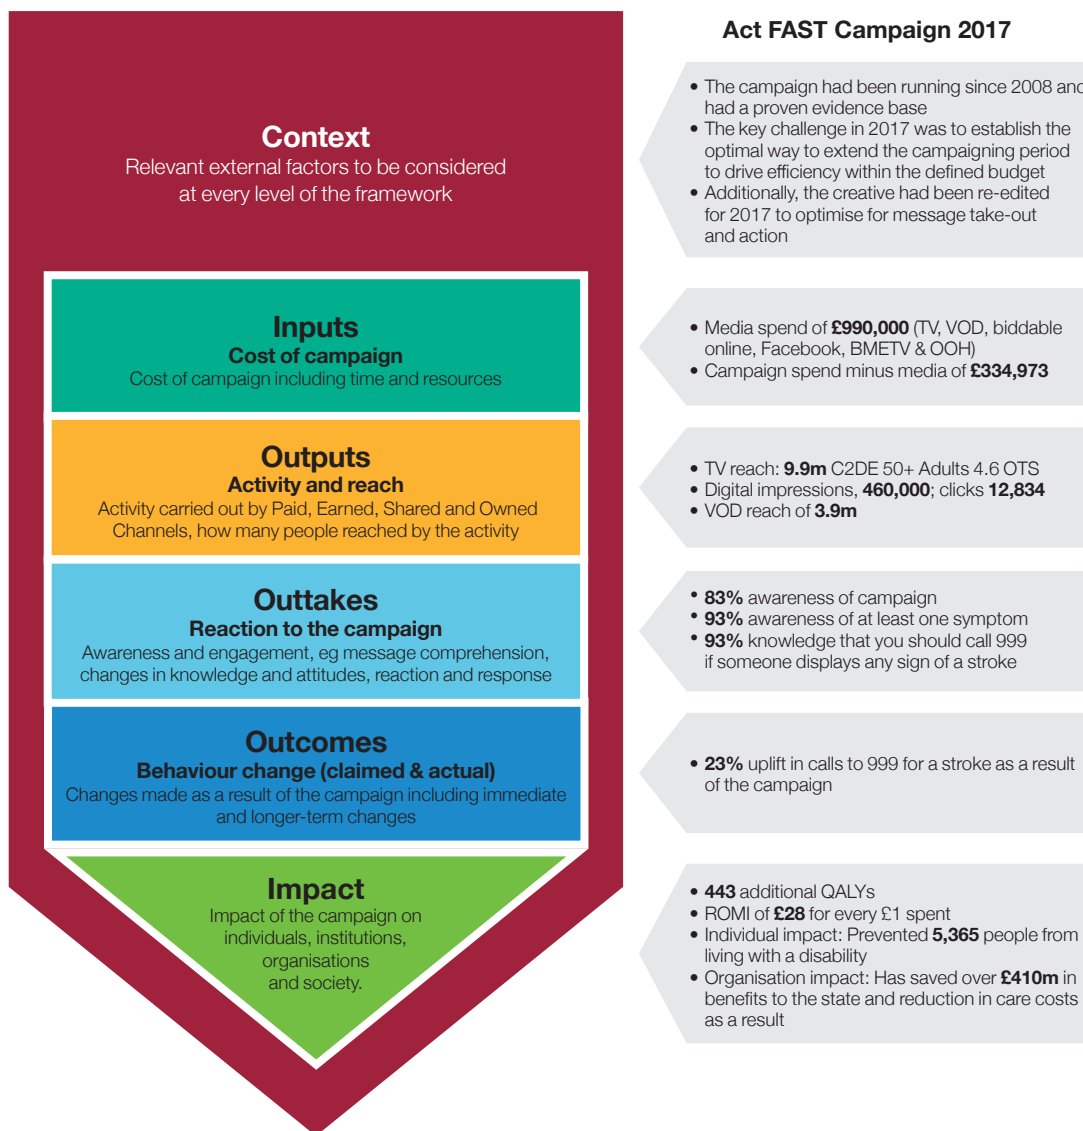 Act FAST Campaign 2017
Context
Relevant external factors to be considered
at every level of the framework
• The campaign had been running since 2008 and
had a proven evidence base
• The key challenge in 2017 was to establish the
optimal way to extend the campaigning period
to drive efficiency within the defined budget
• Additionally, the creative had been re-edited
for 2017 to optimise for message take-out
and action
Inputs
Cost of campaign
Cost of campaign including time and resources
• Media spend of £990,000 (TV, VOD, biddable
online, Facebook, BMETV & OOH)
• Campaign spend minus media of £334,973
Outputs
Activity and reach
Activity carried out by Paid, Earned, Shared and Owned
Channels, how many people reached by the activity
• TV reach: 9.9m C2DE 50+ Adults 4.6 OTS
• Digital impressions, 460,000; clicks 12,834
• VOD reach of 3.9m
Outtakes
Reaction to the campaign
Awareness and engagement, eg message comprehension,
changes in knowledge and attitudes, reaction and response
• 83% awareness of campaign
• 93% awareness of at least one symptom
• 93% knowledge that you should call 999
if someone displays any sign of a stroke
Outcomes
Behaviour change (claimed & actual)
Changes made as a result of the campaign including immediate
and longer-term changes
• 23% uplift in calls to 999 for a stroke as a result
of the campaign
Impact
Impact of the campaign on
individuals, institutions,
organisations
and society.
• 443 additional QALYs
• ROMI of £28 for every £1 spent
• Individual impact: Prevented 5,365 people from
living with a disability
• Organisation impact: Has saved over £410m in
benefits to the state and reduction in care costs
as a result